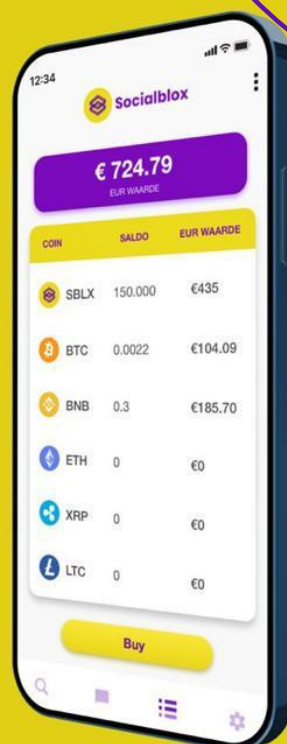 12:34
Socialblox
€ 724.79
EUR WAARDE
COIN SALDO EUR WAARDE
SBLX 150.000 €435
BTC 0.0022 €104.09
BNB 0.3 €185.70
ETH 0 €0
XRP 0 €0
LTC 0 €0
Buy